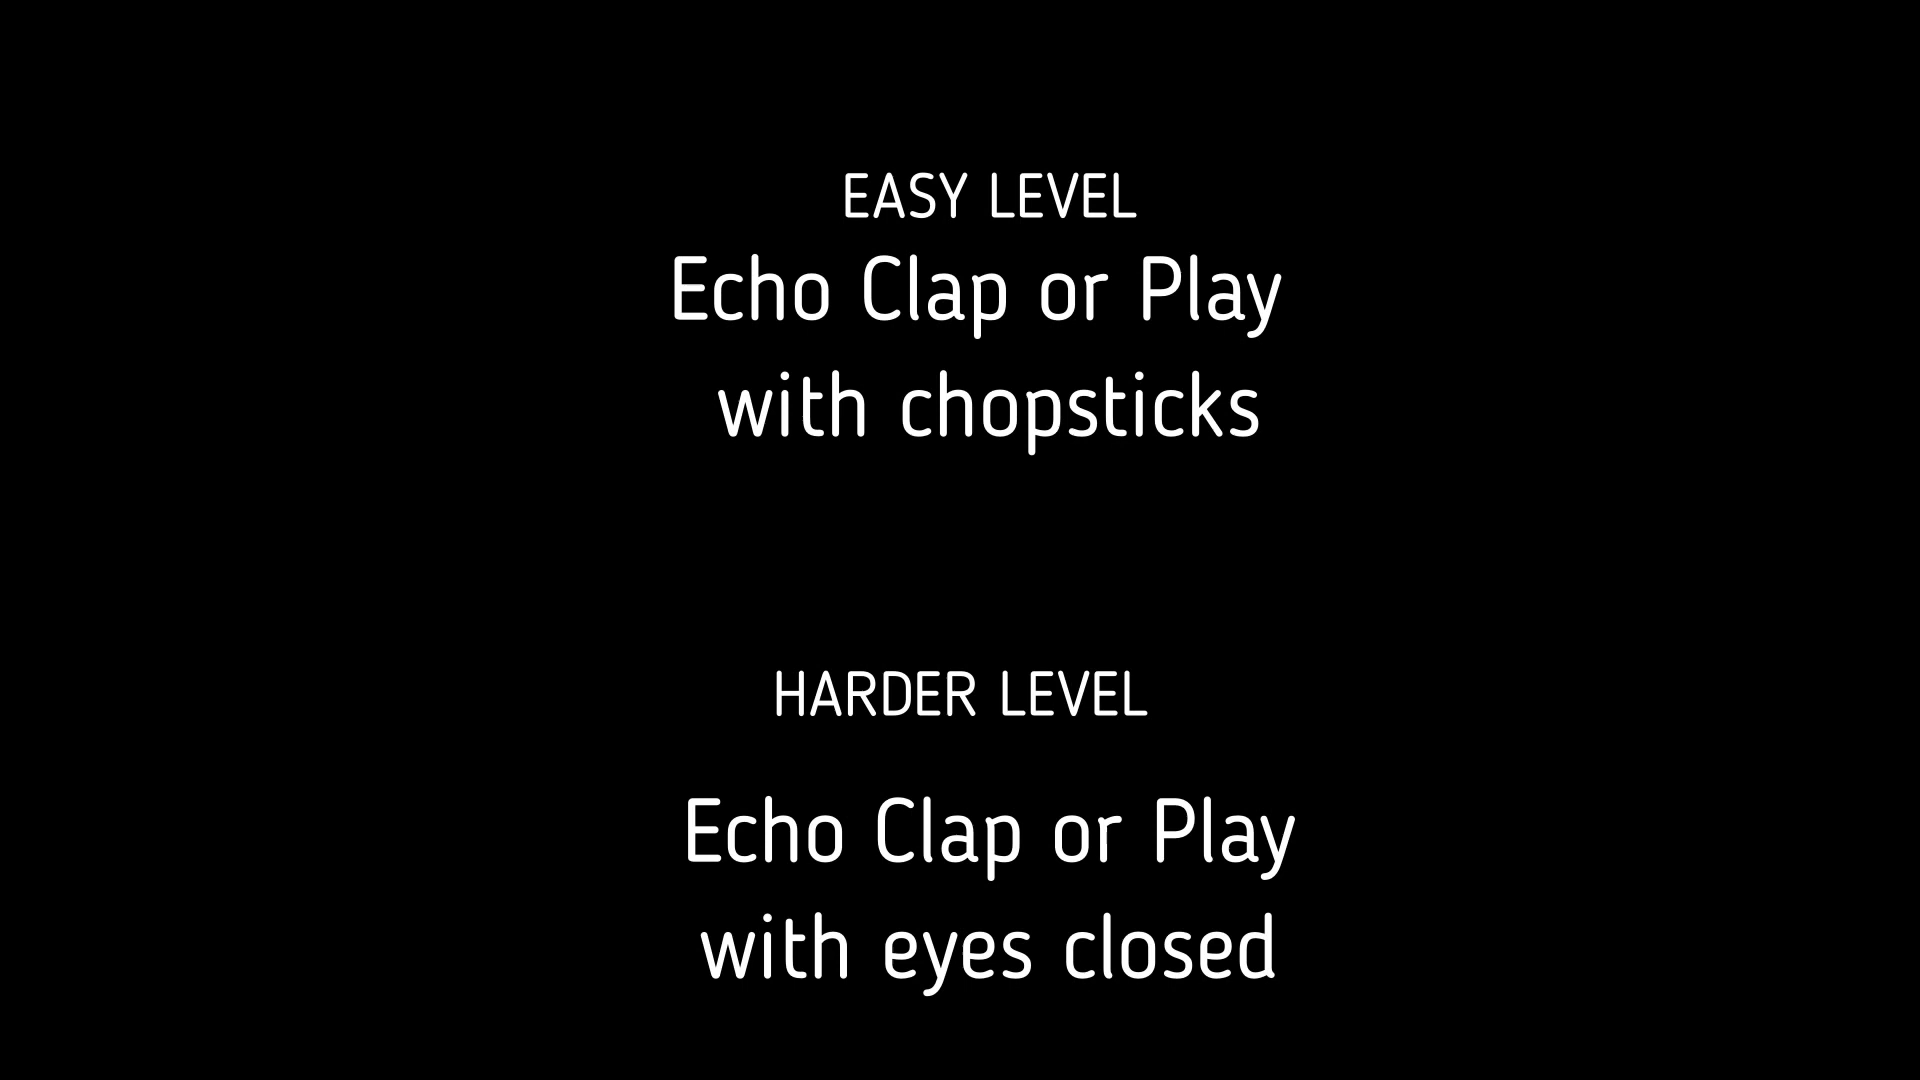 EASY LEVEL
Echo Clap or Play
with chopsticks
HARDER LEVEL
Echo Clap or Play
with eyes closed